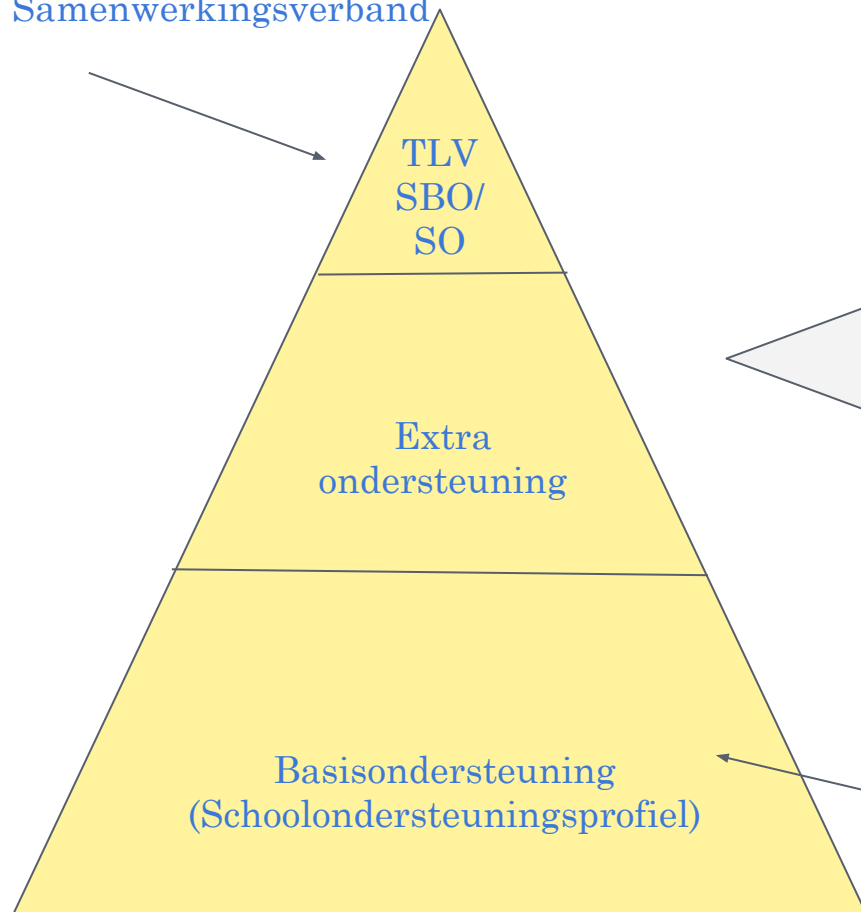 Samenwerkingsverband
TLV
SBO/
SO
Extra
ondersteuning
Basisondersteuning
(Schoolondersteuningsprofiel)